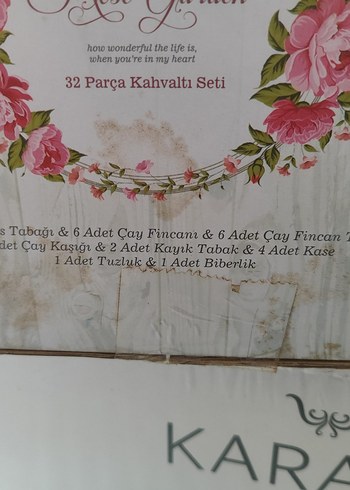 Rose Garden
how wonderful the life is,
when you're in my heart
32 Parça Kahvaltı Seti
Tabağı & 6 Adet Çay Fincanı & 6 Adet Çay Fincan
Çay Kaşığı & 2 Adet Kayık Tabak & 4 Adet Kase
1 Adet Tuzluk & 1 Adet Biberlik
KARA